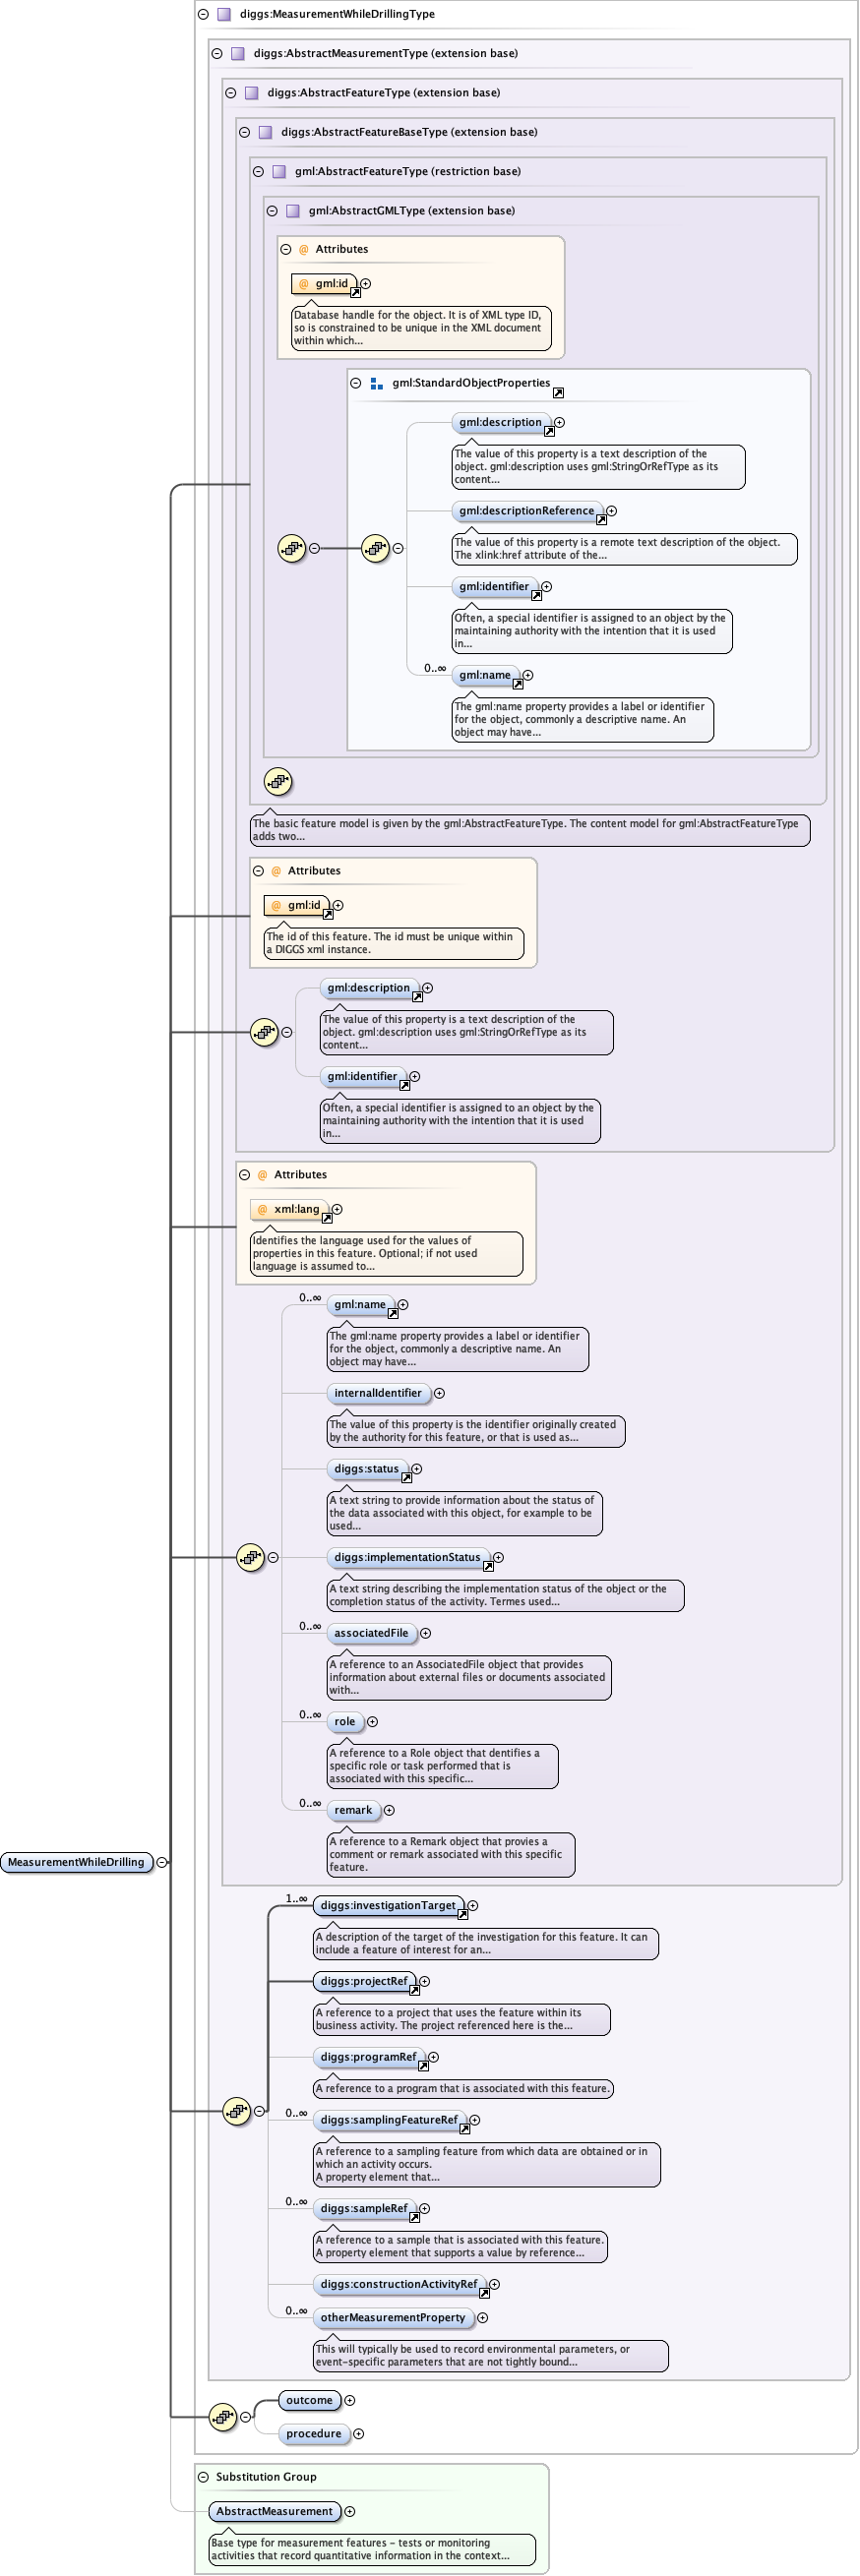 diggs:MeasurementWhileDrillingType
diggs:AbstractMeasurementType (extension base)
diggs:AbstractFeatureType (extension base)
diggs:AbstractFeatureBaseType (extension base)
gml:AbstractFeatureType (restriction base)
gml:AbstractGMLType (extension base)
@ Attributes
@ gml:id
Database handle for the object. It is of XML type ID,
so is constrained to be unique in the XML document
within which...
gml:StandardObjectProperties
gml:description
The value of this property is a text description of the
object. gml:description uses gml:StringOrRefType as its
content...
gml:descriptionReference
The value of this property is a remote text description of the object.
The xlink:href attribute of the...
gml:identifier
Often, a special identifier is assigned to an object by the
maintaining authority with the intention that it is used
in...
0..∞
gml:name
The gml:name property provides a label or identifier
for the object, commonly a descriptive name. An
object may have...
The basic feature model is given by the gml:AbstractFeatureType. The content model for gml:AbstractFeatureType
adds two...
@ Attributes
@ gml:id
The id of this feature. The id must be unique within
a DIGGS xml instance.
gml:description
The value of this property is a text description of the
object. gml:description uses gml:StringOrRefType as its
content...
gml:identifier
Often, a special identifier is assigned to an object by the
maintaining authority with the intention that it is used
in...
@ Attributes
@ xml:lang
Identifies the language used for the values of
properties in this feature. Optional; if not used
language is assumed to...
0..∞
gml:name
The gml:name property provides a label or identifier
for the object, commonly a descriptive name. An
object may have...
internalIdentifier
The value of this property is the identifier originally created
by the authority for this feature, or that is used as...
diggs:status
A text string to provide information about the status of
the data associated with this object, for example to be
used...
diggs:implementationStatus
A text string describing the implementation status of the object or the
completion status of the activity. Termes used...
0..∞
associatedFile
A reference to an AssociatedFile object that provides
information about external files or documents associated
with...
0..∞
role
A reference to a Role object that dentifies a
specific role or task performed that is
associated with this specific...
0..∞
remark
A reference to a Remark object that provies a
comment or remark associated with this specific
feature.
MeasurementWhileDrilling
1..∞
diggs:investigationTarget
A description of the target of the investigation for this feature. It can
include a feature of interest for an...
diggs:projectRef
A reference to a project that uses the feature within its
business activity. The project referenced here is the...
diggs:programRef
A reference to a program that is associated with this feature.
0..∞
diggs:samplingFeatureRef
A reference to a sampling feature from which data are obtained or in
which an activity occurs.
A property element that...
0..∞
diggs:sampleRef
A reference to a sample that is associated with this feature.
A property element that supports a value by reference...
diggs:constructionActivityRef
0..∞
otherMeasurementProperty
This will typically be used to record environmental parameters, or
event-specific parameters that are not tightly bound...
outcome
procedure
Substitution Group
AbstractMeasurement
Base type for measurement features - tests or monitoring
activities that record quantitative information in the context...